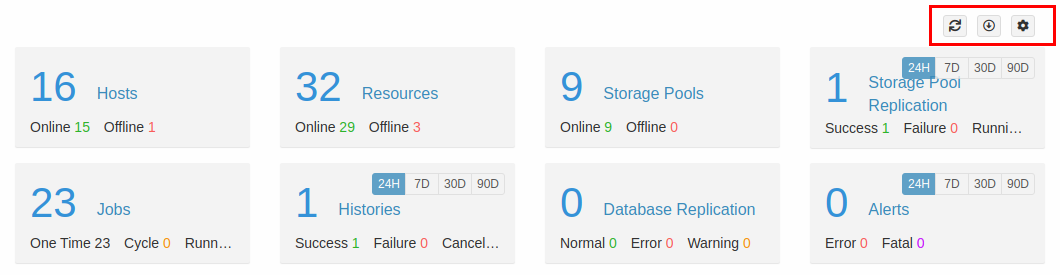 16 Hosts
Online 15 Offline 1
32 Resources
Online 29 Offline 3
9 Storage Pools
Online 9 Offline 0
24H 7D 30D 90D
1 Storage Pool
Replication
Success 1 Failure 0 Runni…
23 Jobs
One Time 23 Cycle 0 Runn…
24H 7D 30D 90D
1 Histories
Success 1 Failure 0 Cancel…
0 Database Replication
Normal 0 Error 0 Warning 0
24H 7D 30D 90D
0 Alerts
Error 0 Fatal 0